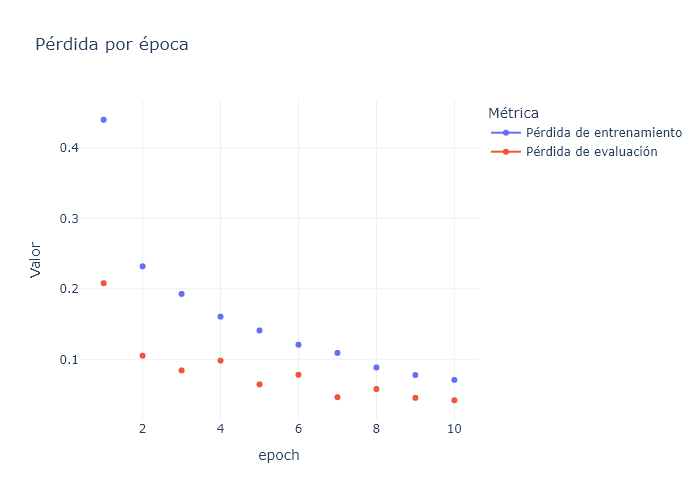 Pérdida por época
Métrica
Pérdida de entrenamiento
Pérdida de evaluación
Valor
0.4
0.3
0.2
0.1
2 4 6 8 10
epoch